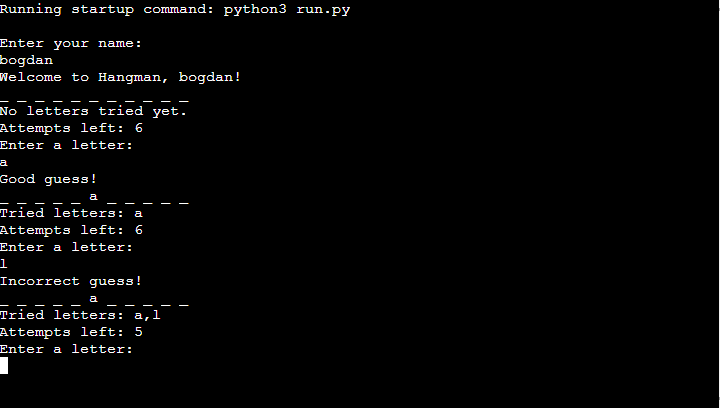 Running startup command: python3 run.py
Enter your name:
bogdan
Welcome to Hangman, bogdan!
_ _ _ _ _ _ _ _ _ _ _
No letters tried yet.
Attempts left: 6
Enter a letter:
a
Good guess!
_ _ _ _ _ a _ _ _ _ _
Tried letters: a
Attempts left: 6
Enter a letter:
l
Incorrect guess!
_ _ _ _ _ a _ _ _ _ _
Tried letters: a,l
Attempts left: 5
Enter a letter: